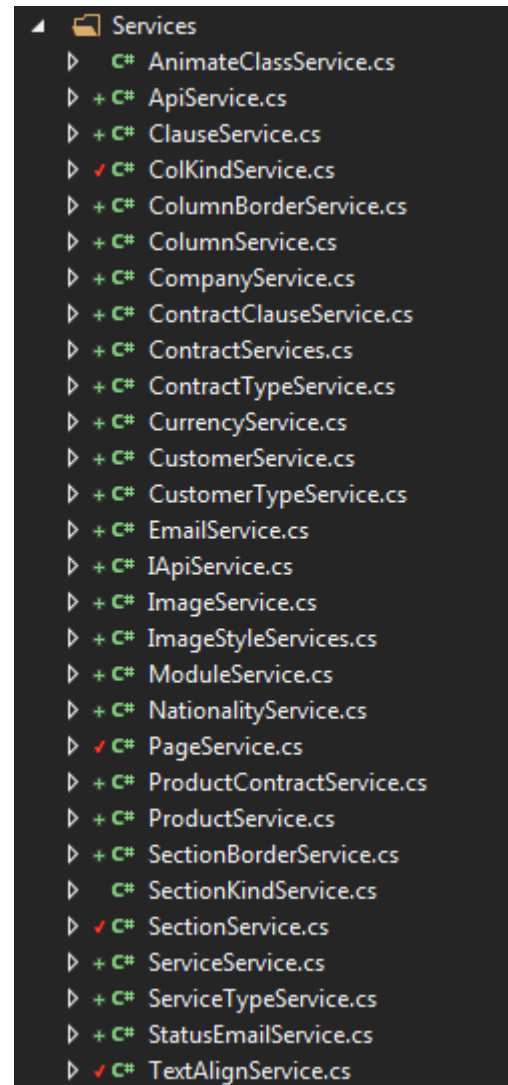 Services
C# AnimateClassService.cs
+ C# ApiService.cs
+ C# ClauseService.cs
C# ColKindService.cs
+ C# ColumnBorderService.cs
+ C# ColumnService.cs
+ C# CompanyService.cs
+ C# ContractClauseService.cs
+ C# ContractServices.cs
+ C# ContractTypeService.cs
+ C# CurrencyService.cs
+ C# CustomerService.cs
+ C# CustomerTypeService.cs
+ C# EmailService.cs
+ C# IApiService.cs
+ C# ImageService.cs
+ C# ImageStyleServices.cs
+ C# ModuleService.cs
+ C# NationalityService.cs
C# PageService.cs
+ C# ProductContractService.cs
+ C# ProductService.cs
+ C# SectionBorderService.cs
C# SectionKindService.cs
C# SectionService.cs
+ C# ServiceService.cs
+ C# ServiceTypeService.cs
+ C# StatusEmailService.cs
C# TextAlignService.cs